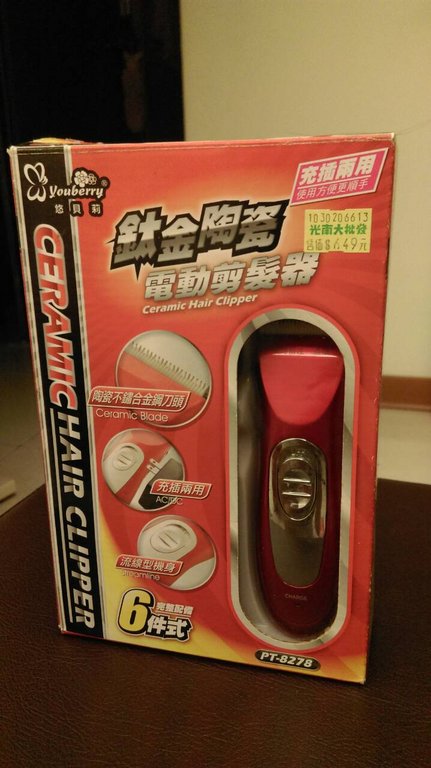 Youberry®
悠貝莉
充插兩用
使用方便更順手
鈦金陶瓷
電動剪髮器
Ceramic Hair Clipper
1030206613
光南大批發
449元
CERAMIC HAIR CLIPPER
陶瓷不鏽合金鋼刀頭
Ceramic Blade
充插兩用
AC/DC
流線型機身
Streamline
完整配備
6件式
CHARGE
PT-8278